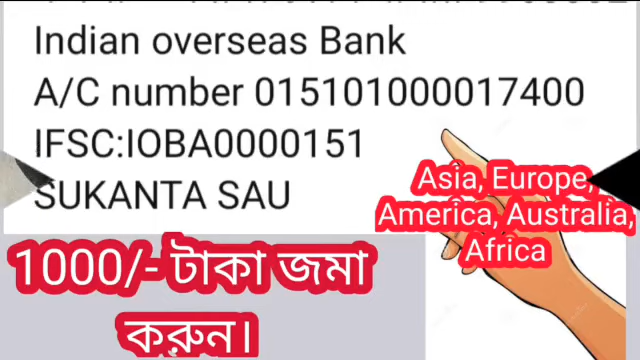 Indian overseas Bank
A/C number 015101000017400
IFSC:IOBA0000151
SUKANTA SAU
Asia, Europe,
America, Australia,
Africa
1000/- টাকা জমা
করুন।